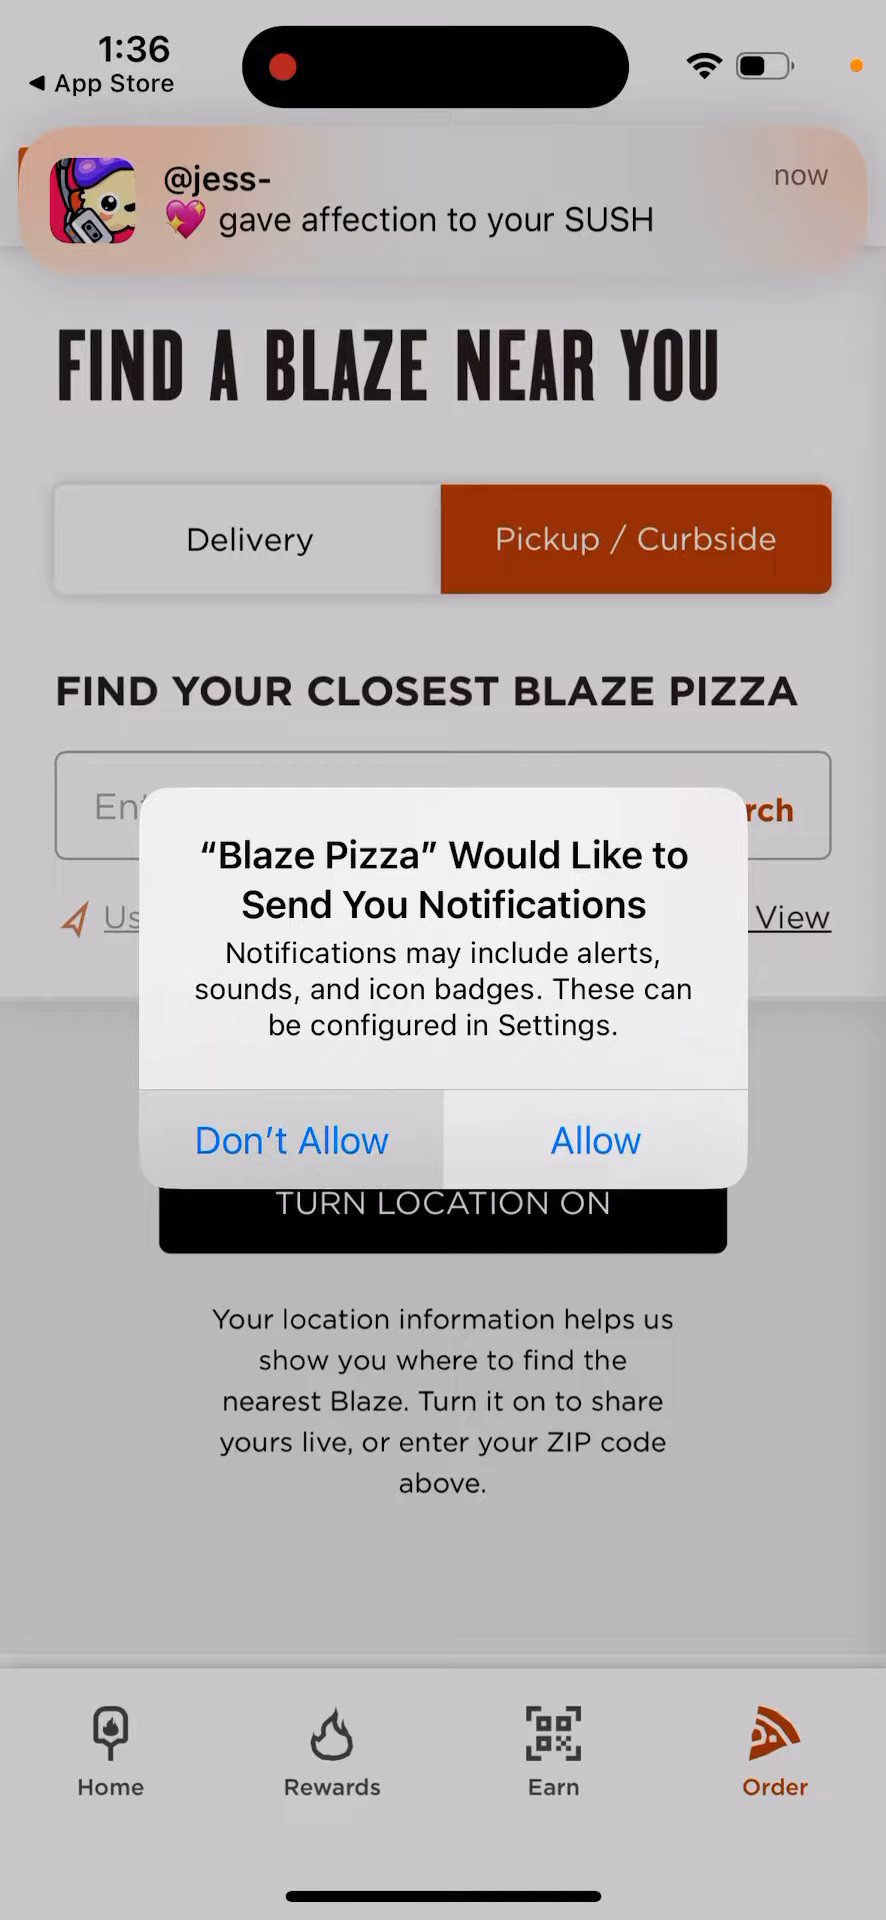 1:36
◀ App Store
@jess-
now
💖 gave affection to your SUSH
FIND A BLAZE NEAR YOU
Delivery
Pickup / Curbside
FIND YOUR CLOSEST BLAZE PIZZA
“Blaze Pizza” Would Like to
Send You Notifications
View
Notifications may include alerts,
sounds, and icon badges. These can
be configured in Settings.
Don’t Allow
Allow
TURN LOCATION ON
Your location information helps us
show you where to find the
nearest Blaze. Turn it on to share
yours live, or enter your ZIP code
above.
Home
Rewards
Earn
Order